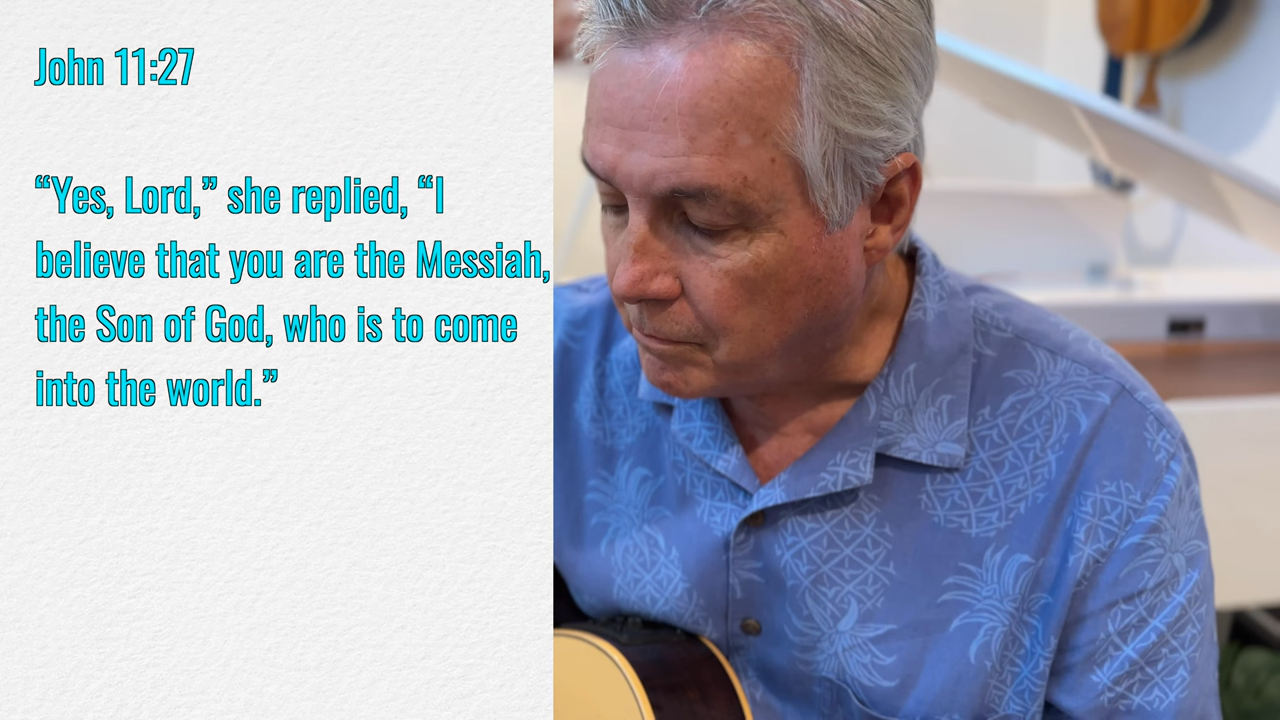 John 11:27
“Yes, Lord,” she replied, “I
believe that you are the Messiah,
the Son of God, who is to come
into the world.”